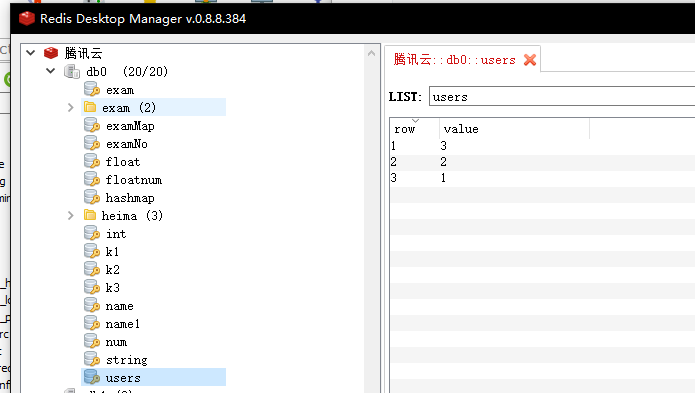 Redis Desktop Manager v.0.8.8.384
腾讯云
db0 (20/20)
exam
exam (2)
examMap
examNo
float
floatnum
hashmap
heima (3)
int
k1
k2
k3
name
name1
num
string
users
腾讯云::db0::users
LIST: users
row value
1 3
2 2
3 1